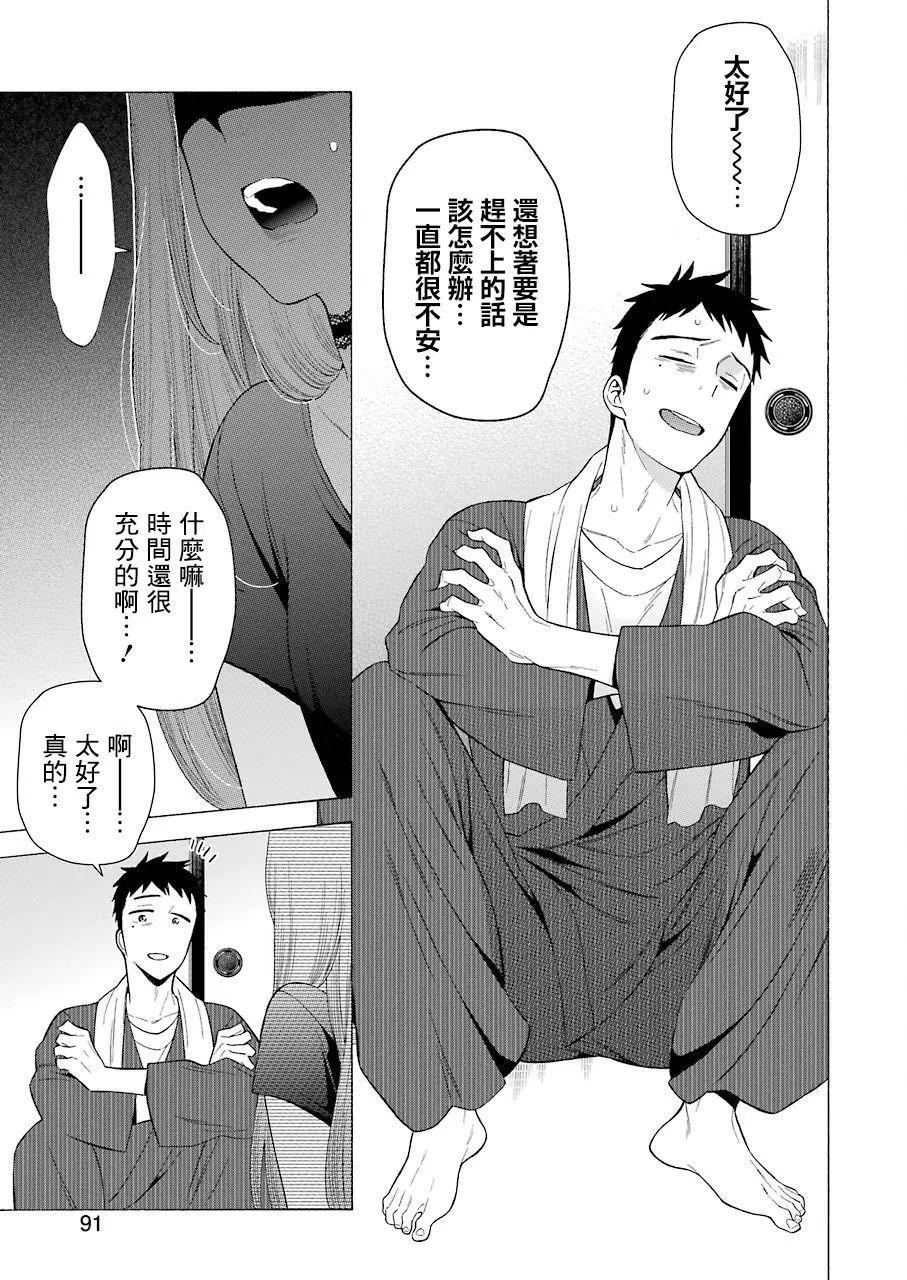 太好了～～～…
還想著要是
趕不上的話
該怎麼辦…
一直都很不安…
…
什麼嘛——…
時間還很
充分的啊…！
啊——…
太好了…
真的…
91